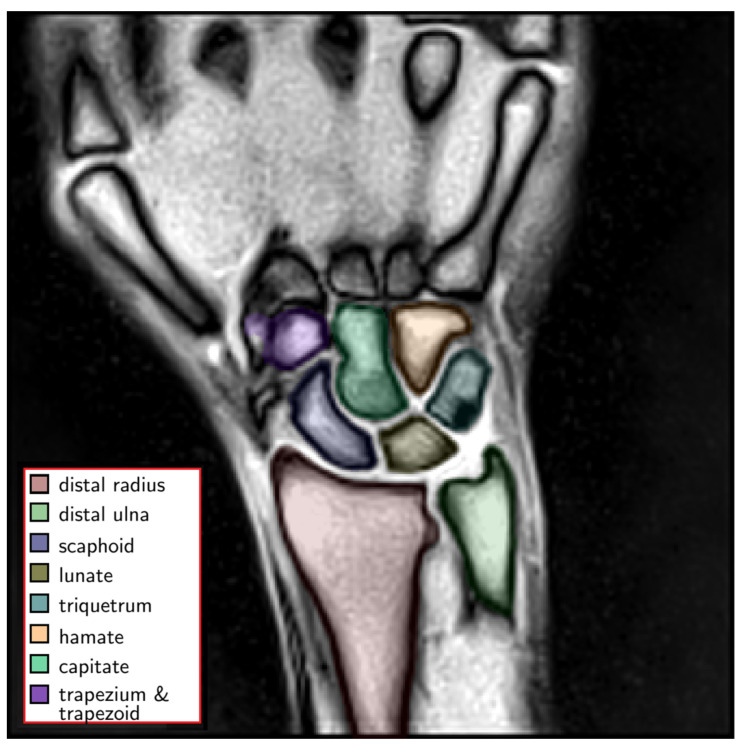 distal radius
distal ulna
scaphoid
lunate
triquetrum
hamate
capitate
trapezium &
trapezoid